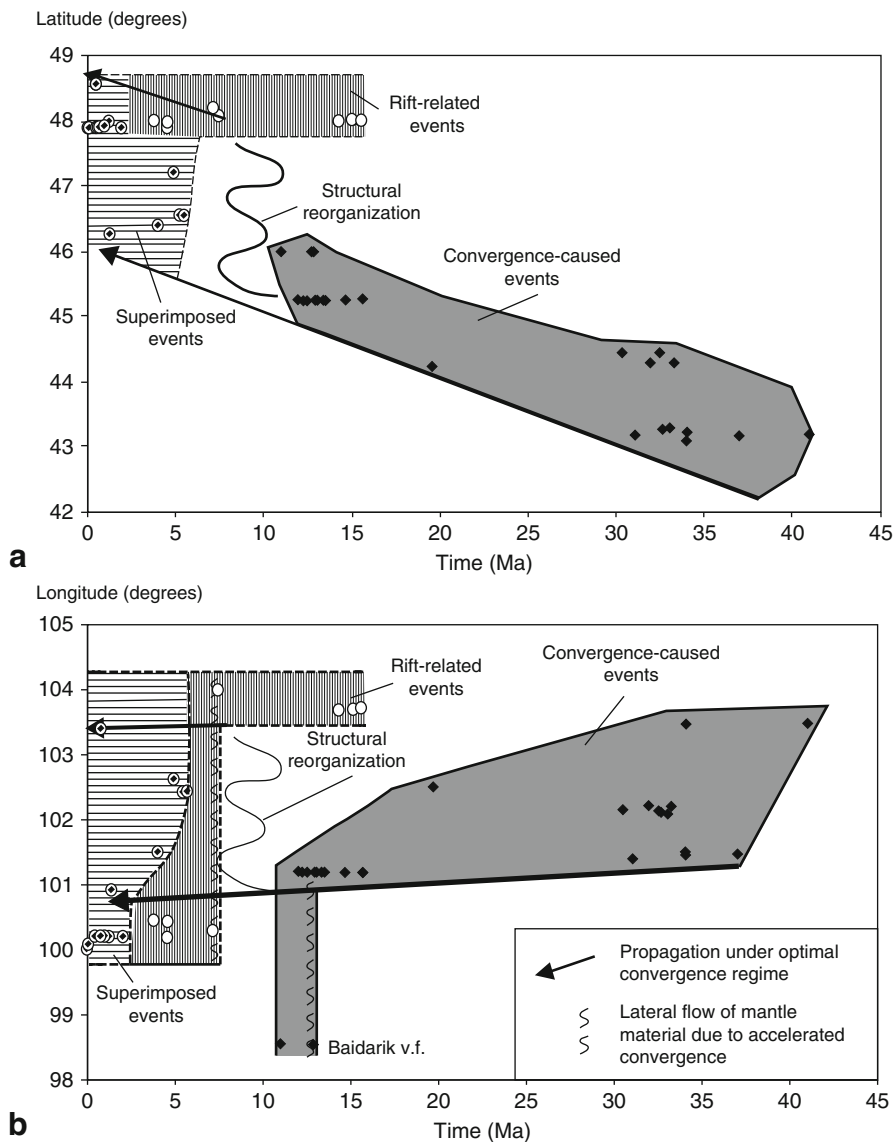 Latitude (degrees)
49
48
47
46
45
44
43
42
Rift-related
events
Structural
reorganization
Convergence-caused
events
Superimposed
events
0 5 10 15 20 25 30 35 40 45
a
Time (Ma)
Longitude (degrees)
105
104
103
102
101
100
99
98
Convergence-caused
events
Rift-related
events
Structural
reorganization
Superimposed
events
Baidarik v.f.
Propagation under optimal
convergence regime
Lateral flow of mantle
material due to accelerated
convergence
0 5 10 15 20 25 30 35 40 45
b
Time (Ma)